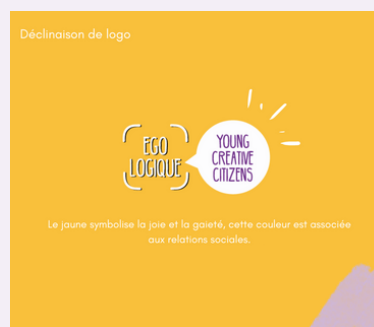 Déclinaison de logo
EGO
LOGIQUE
YOUNG
CREATIVE
CITIZENS
Le jaune symbolise la joie et la gaieté, cette couleur est associée
aux relations sociales.